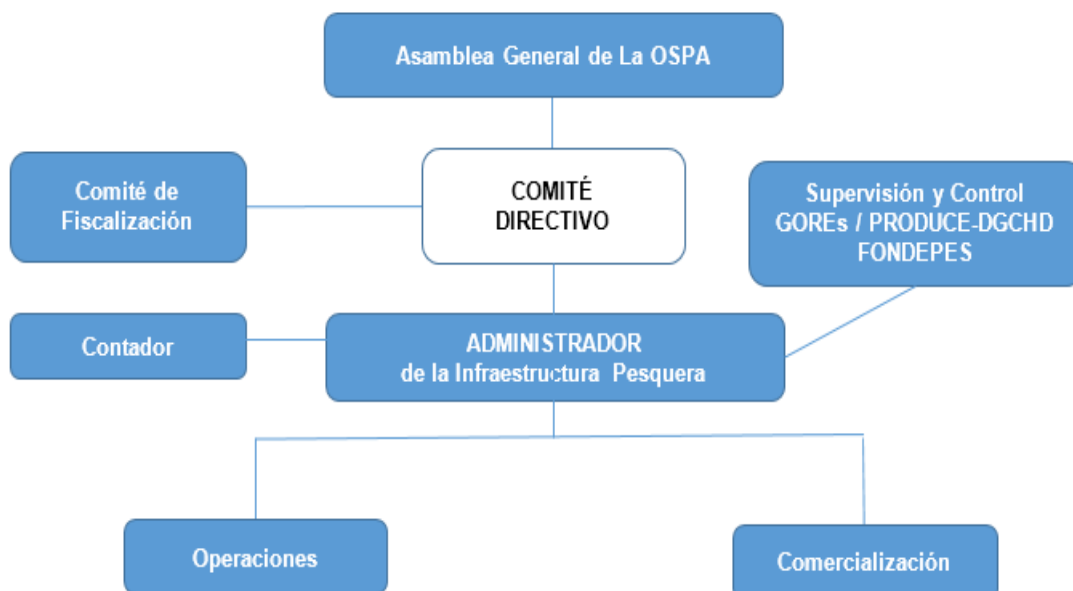 Asamblea General de La OSPA
Comité de
Fiscalización
COMITÉ
DIRECTIVO
Supervisión y Control
GOREs / PRODUCE-DGCHD
FONDEPES
Contador
ADMINISTRADOR
de la Infraestructura Pesquera
Operaciones
Comercialización